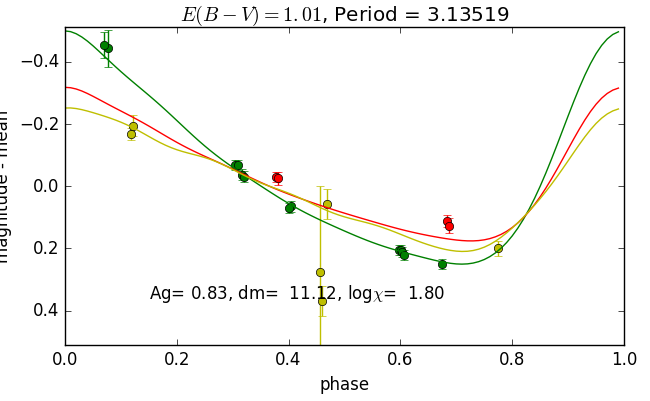 E(B − V) = 1.01, Period = 3.13519
magnitude - mean
−0.4
−0.2
0.0
0.2
0.4
Ag= 0.83, dm= 11.12, logχ= 1.80
0.0 0.2 0.4 0.6 0.8 1.0
phase